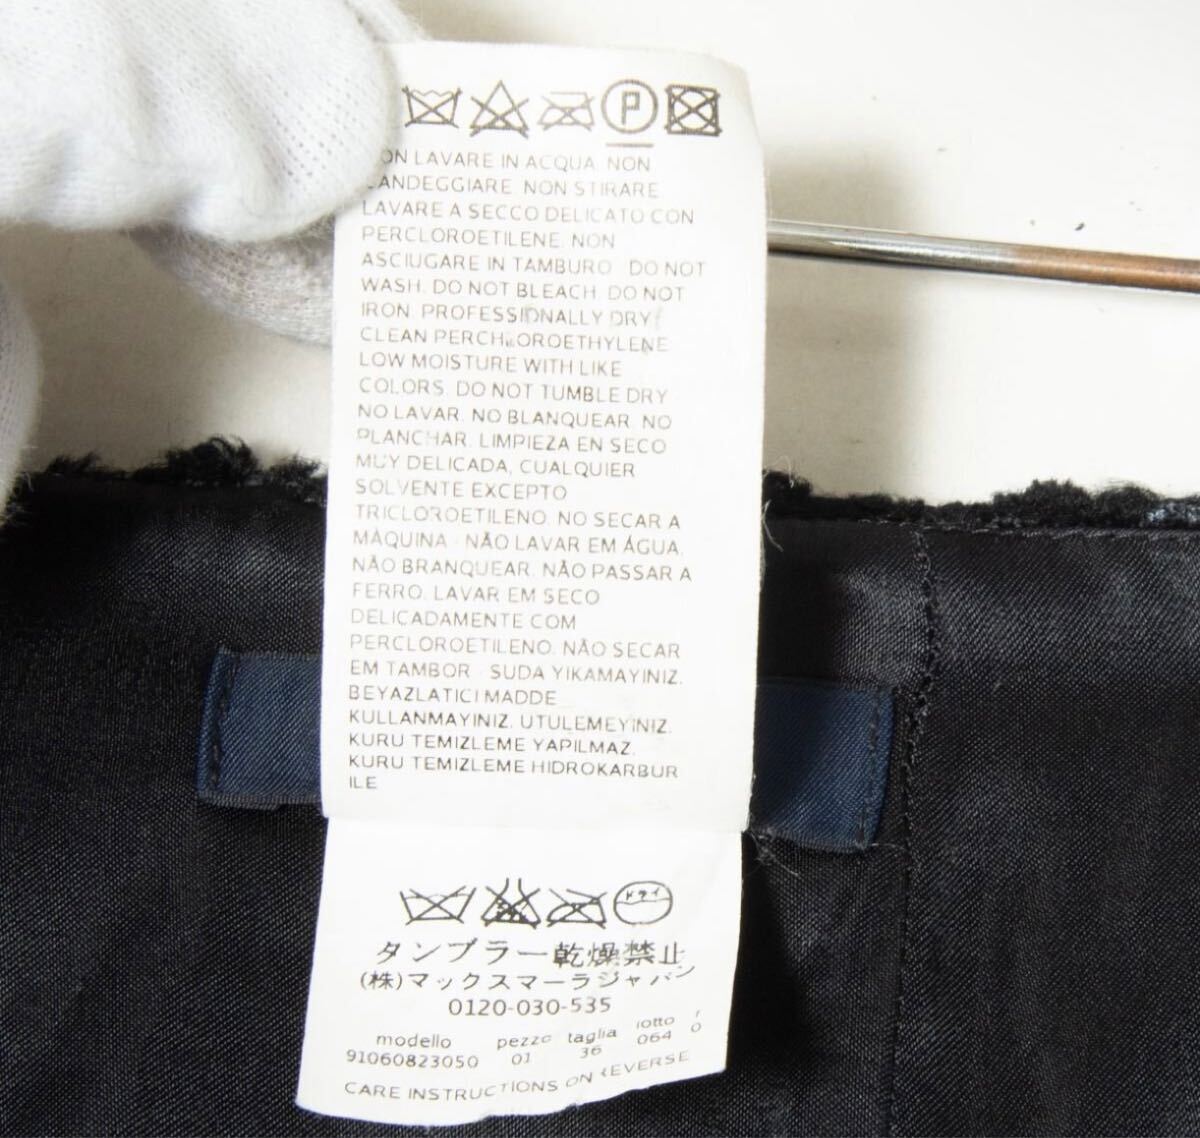 P
ON LAVARE IN ACQUA. NON
ANDEGGIARE. NON STIRARE
LAVARE A SECCO DELICATO CON
PERCLOROETILENE. NON
ASCIUGARE IN TAMBURO · DO NOT
WASH. DO NOT BLEACH. DO NOT
IRON. PROFESSIONALLY DRY
CLEAN PERCHLOROETHYLENE
LOW MOISTURE WITH LIKE
COLORS. DO NOT TUMBLE DRY
NO LAVAR. NO BLANQUEAR. NO
PLANCHAR. LIMPIEZA EN SECO
MUY DELICADA, CUALQUIER
SOLVENTE EXCEPTO
TRICLOROETILENO. NO SECAR A
MÁQUINA · NÃO LAVAR EM ÁGUA.
NÃO BRANQUEAR. NÃO PASSAR A
FERRO. LAVAR EM SECO
DELICADAMENTE COM
PERCLOROETILENO. NÃO SECAR
EM TAMBOR · SUDA YIKAMAYINIZ.
BEYAZLATICI MADDE
KULLANMAYINIZ. UTULEMEYINIZ.
KURU TEMIZLEME YAPILMAZ.
KURU TEMIZLEME HIDROKARBUR
ILE
ドライ
タンブラー乾燥禁止
(株)マックスマーラジャパン
0120-030-535
modello pezzo taglia lotto r
91060823050 01 36 064 0
CARE INSTRUCTIONS ON REVERSE